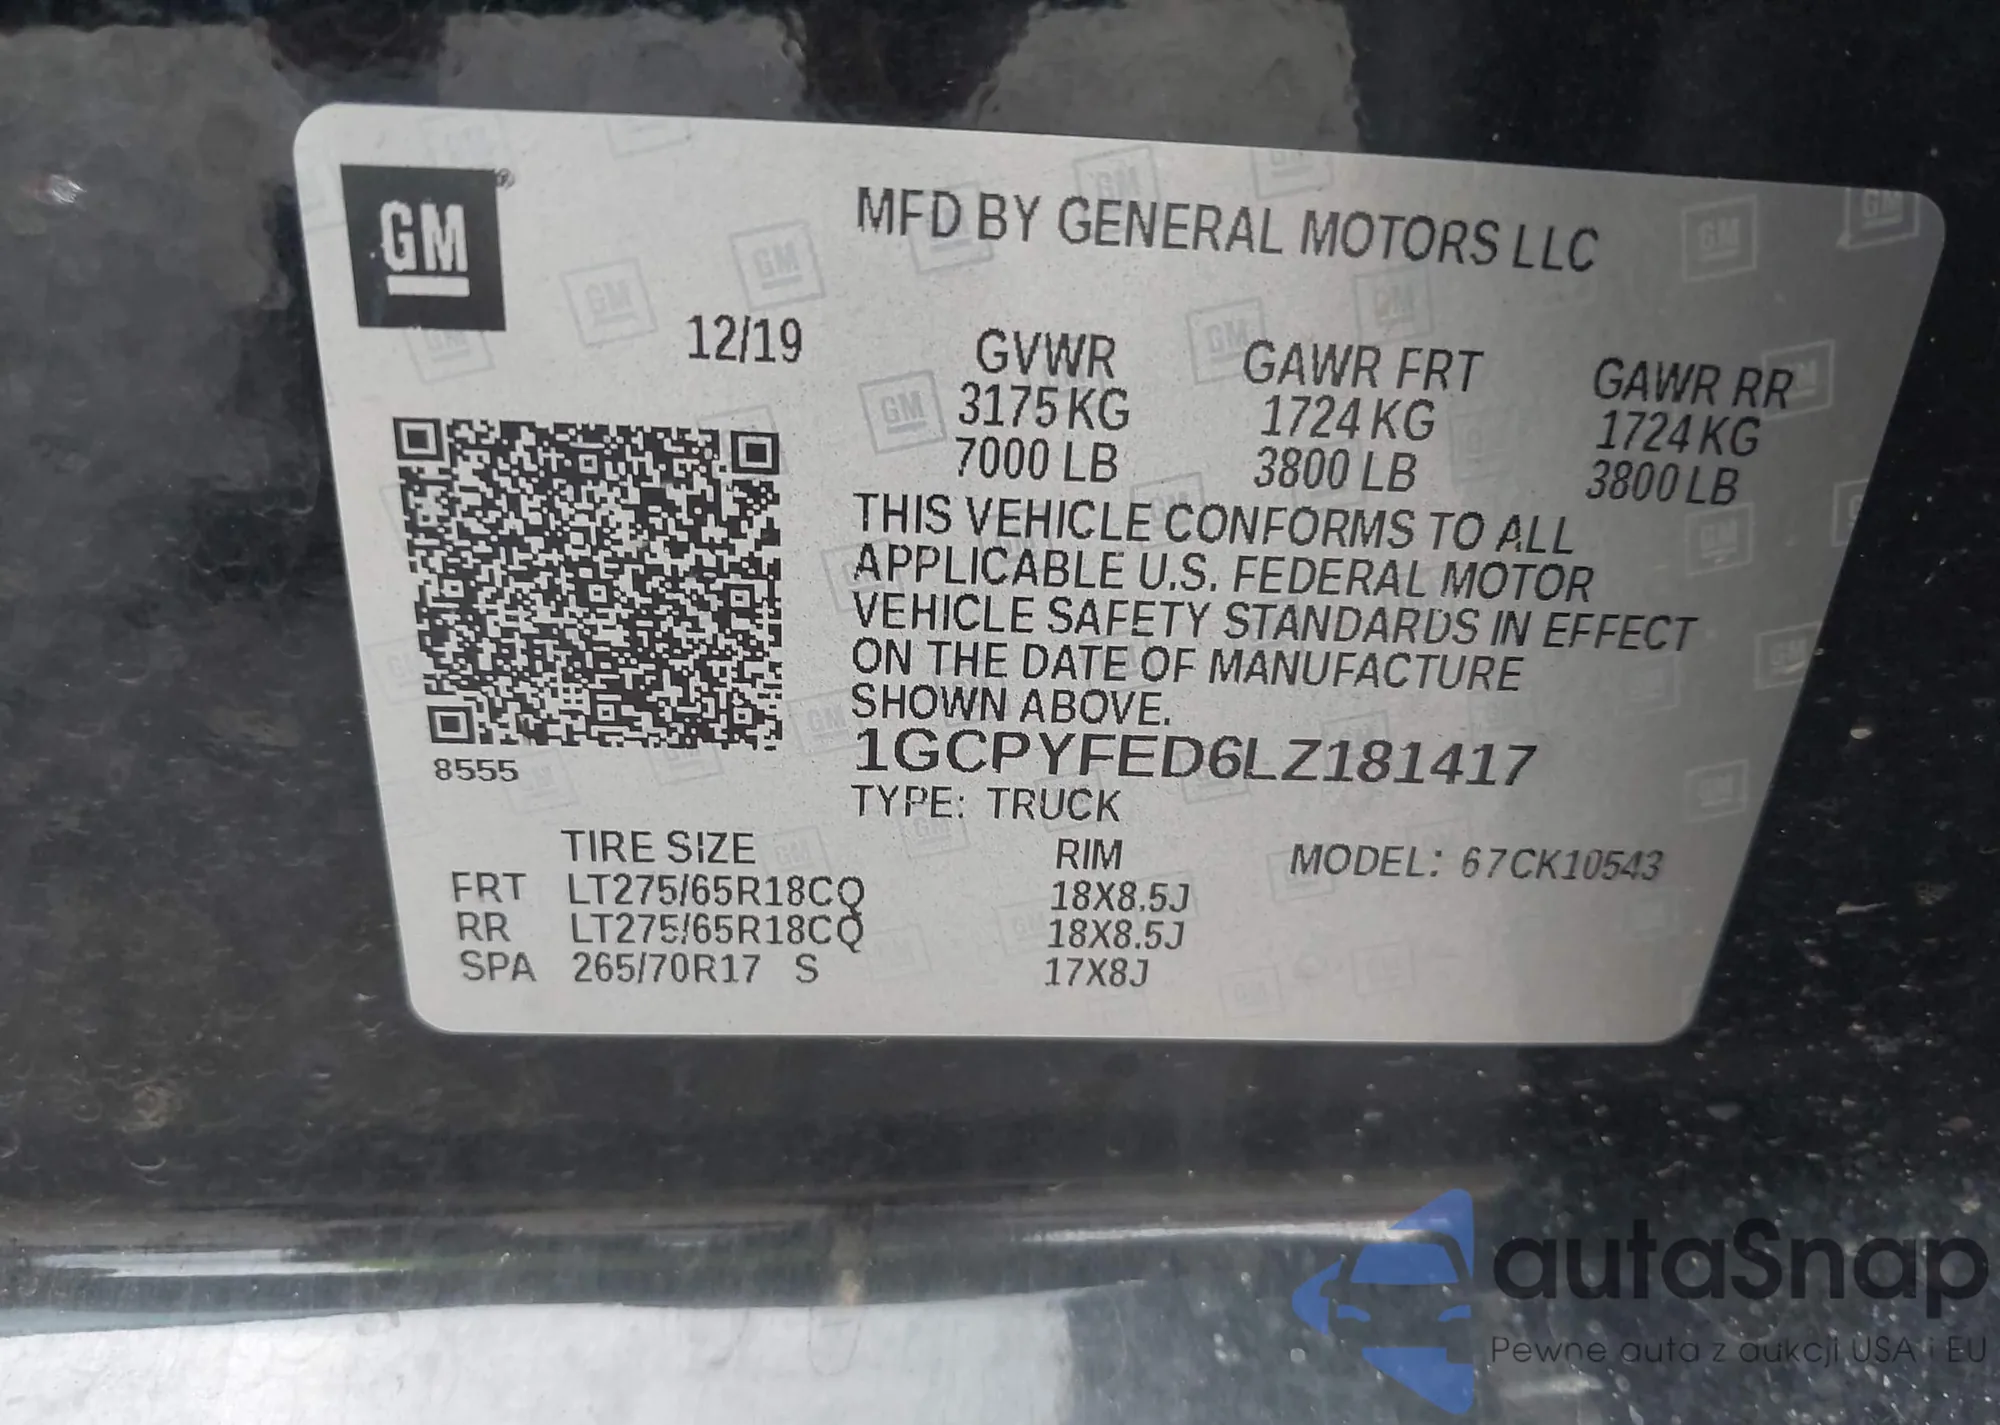 GM
MFD BY GENERAL MOTORS LLC
12/19
GVWR GAWR FRT GAWR RR
3175 KG 1724 KG 1724 KG
7000 LB 3800 LB 3800 LB
THIS VEHICLE CONFORMS TO ALL
APPLICABLE U.S. FEDERAL MOTOR
VEHICLE SAFETY STANDARDS IN EFFECT
ON THE DATE OF MANUFACTURE
SHOWN ABOVE.
8555
1GCPYFED6LZ181417
TYPE: TRUCK
TIRE SIZE RIM MODEL: 67CK10543
FRT LT275/65R18CQ 18X8.5J
RR LT275/65R18CQ 18X8.5J
SPA 265/70R17 S 17X8J
autaSnap
Pewne auta z aukcji USA i EU